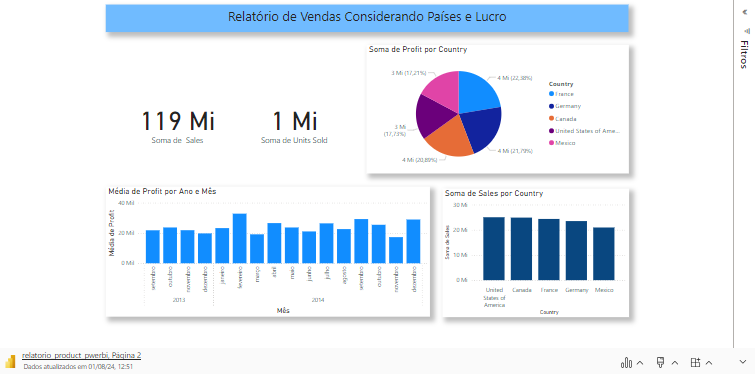 Relatório de Vendas Considerando Países e Lucro
Filtros
119 Mi
Soma de Sales
1 Mi
Soma de Units Sold
Soma de Profit por Country
3 Mi (17,21%)
4 Mi (22,38%)
3 Mi
(17,73%)
4 Mi (20,89%)
4 Mi (21,79%)
Country
France
Germany
Canada
United States of Ame...
Mexico
Média de Profit por Ano e Mês
Média de Profit
40 Mil
20 Mil
0 Mil
setembro
outubro
novembro
dezembro
janeiro
fevereiro
março
abril
maio
junho
julho
agosto
setembro
outubro
novembro
dezembro
2013
2014
Mês
Soma de Sales por Country
Soma de Sales
30 Mi
20 Mi
10 Mi
0 Mi
United
States of
America
Canada
France
Germany
Mexico
Country
relatorio_product_pwerbi, Página 2
Dados atualizados em 01/08/24, 12:51